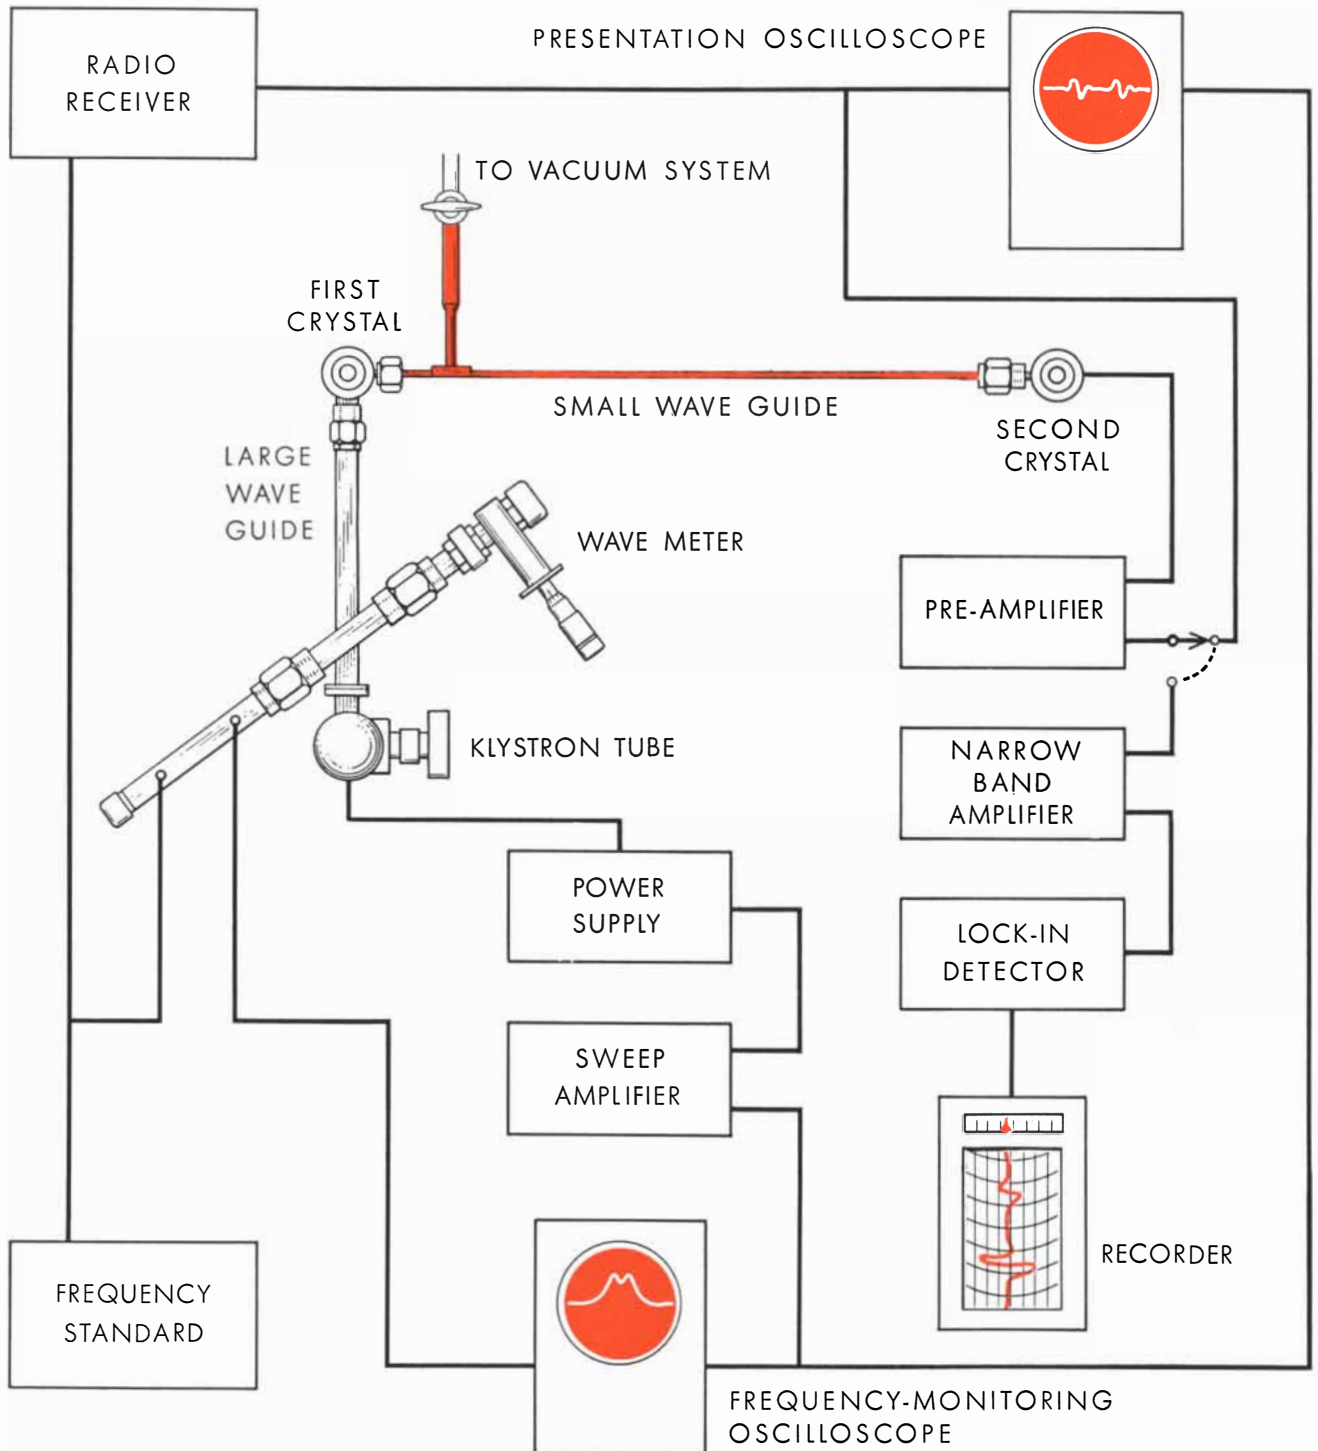 RADIO
RECEIVER
PRESENTATION OSCILLOSCOPE
TO VACUUM SYSTEM
FIRST
CRYSTAL
SMALL WAVE GUIDE
SECOND
CRYSTAL
LARGE
WAVE
GUIDE
WAVE METER
PRE-AMPLIFIER
KLYSTRON TUBE
NARROW
BAND
AMPLIFIER
POWER
SUPPLY
LOCK-IN
DETECTOR
SWEEP
AMPLIFIER
RECORDER
FREQUENCY
STANDARD
FREQUENCY-MONITORING
OSCILLOSCOPE